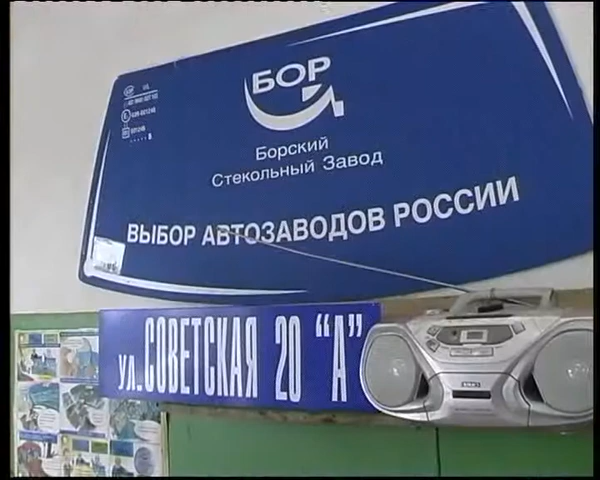 БОР
Борский
Стекольный Завод
ВЫБОР АВТОЗАВОДОВ РОССИИ
ул. СОВЕТСКАЯ 20 “А”